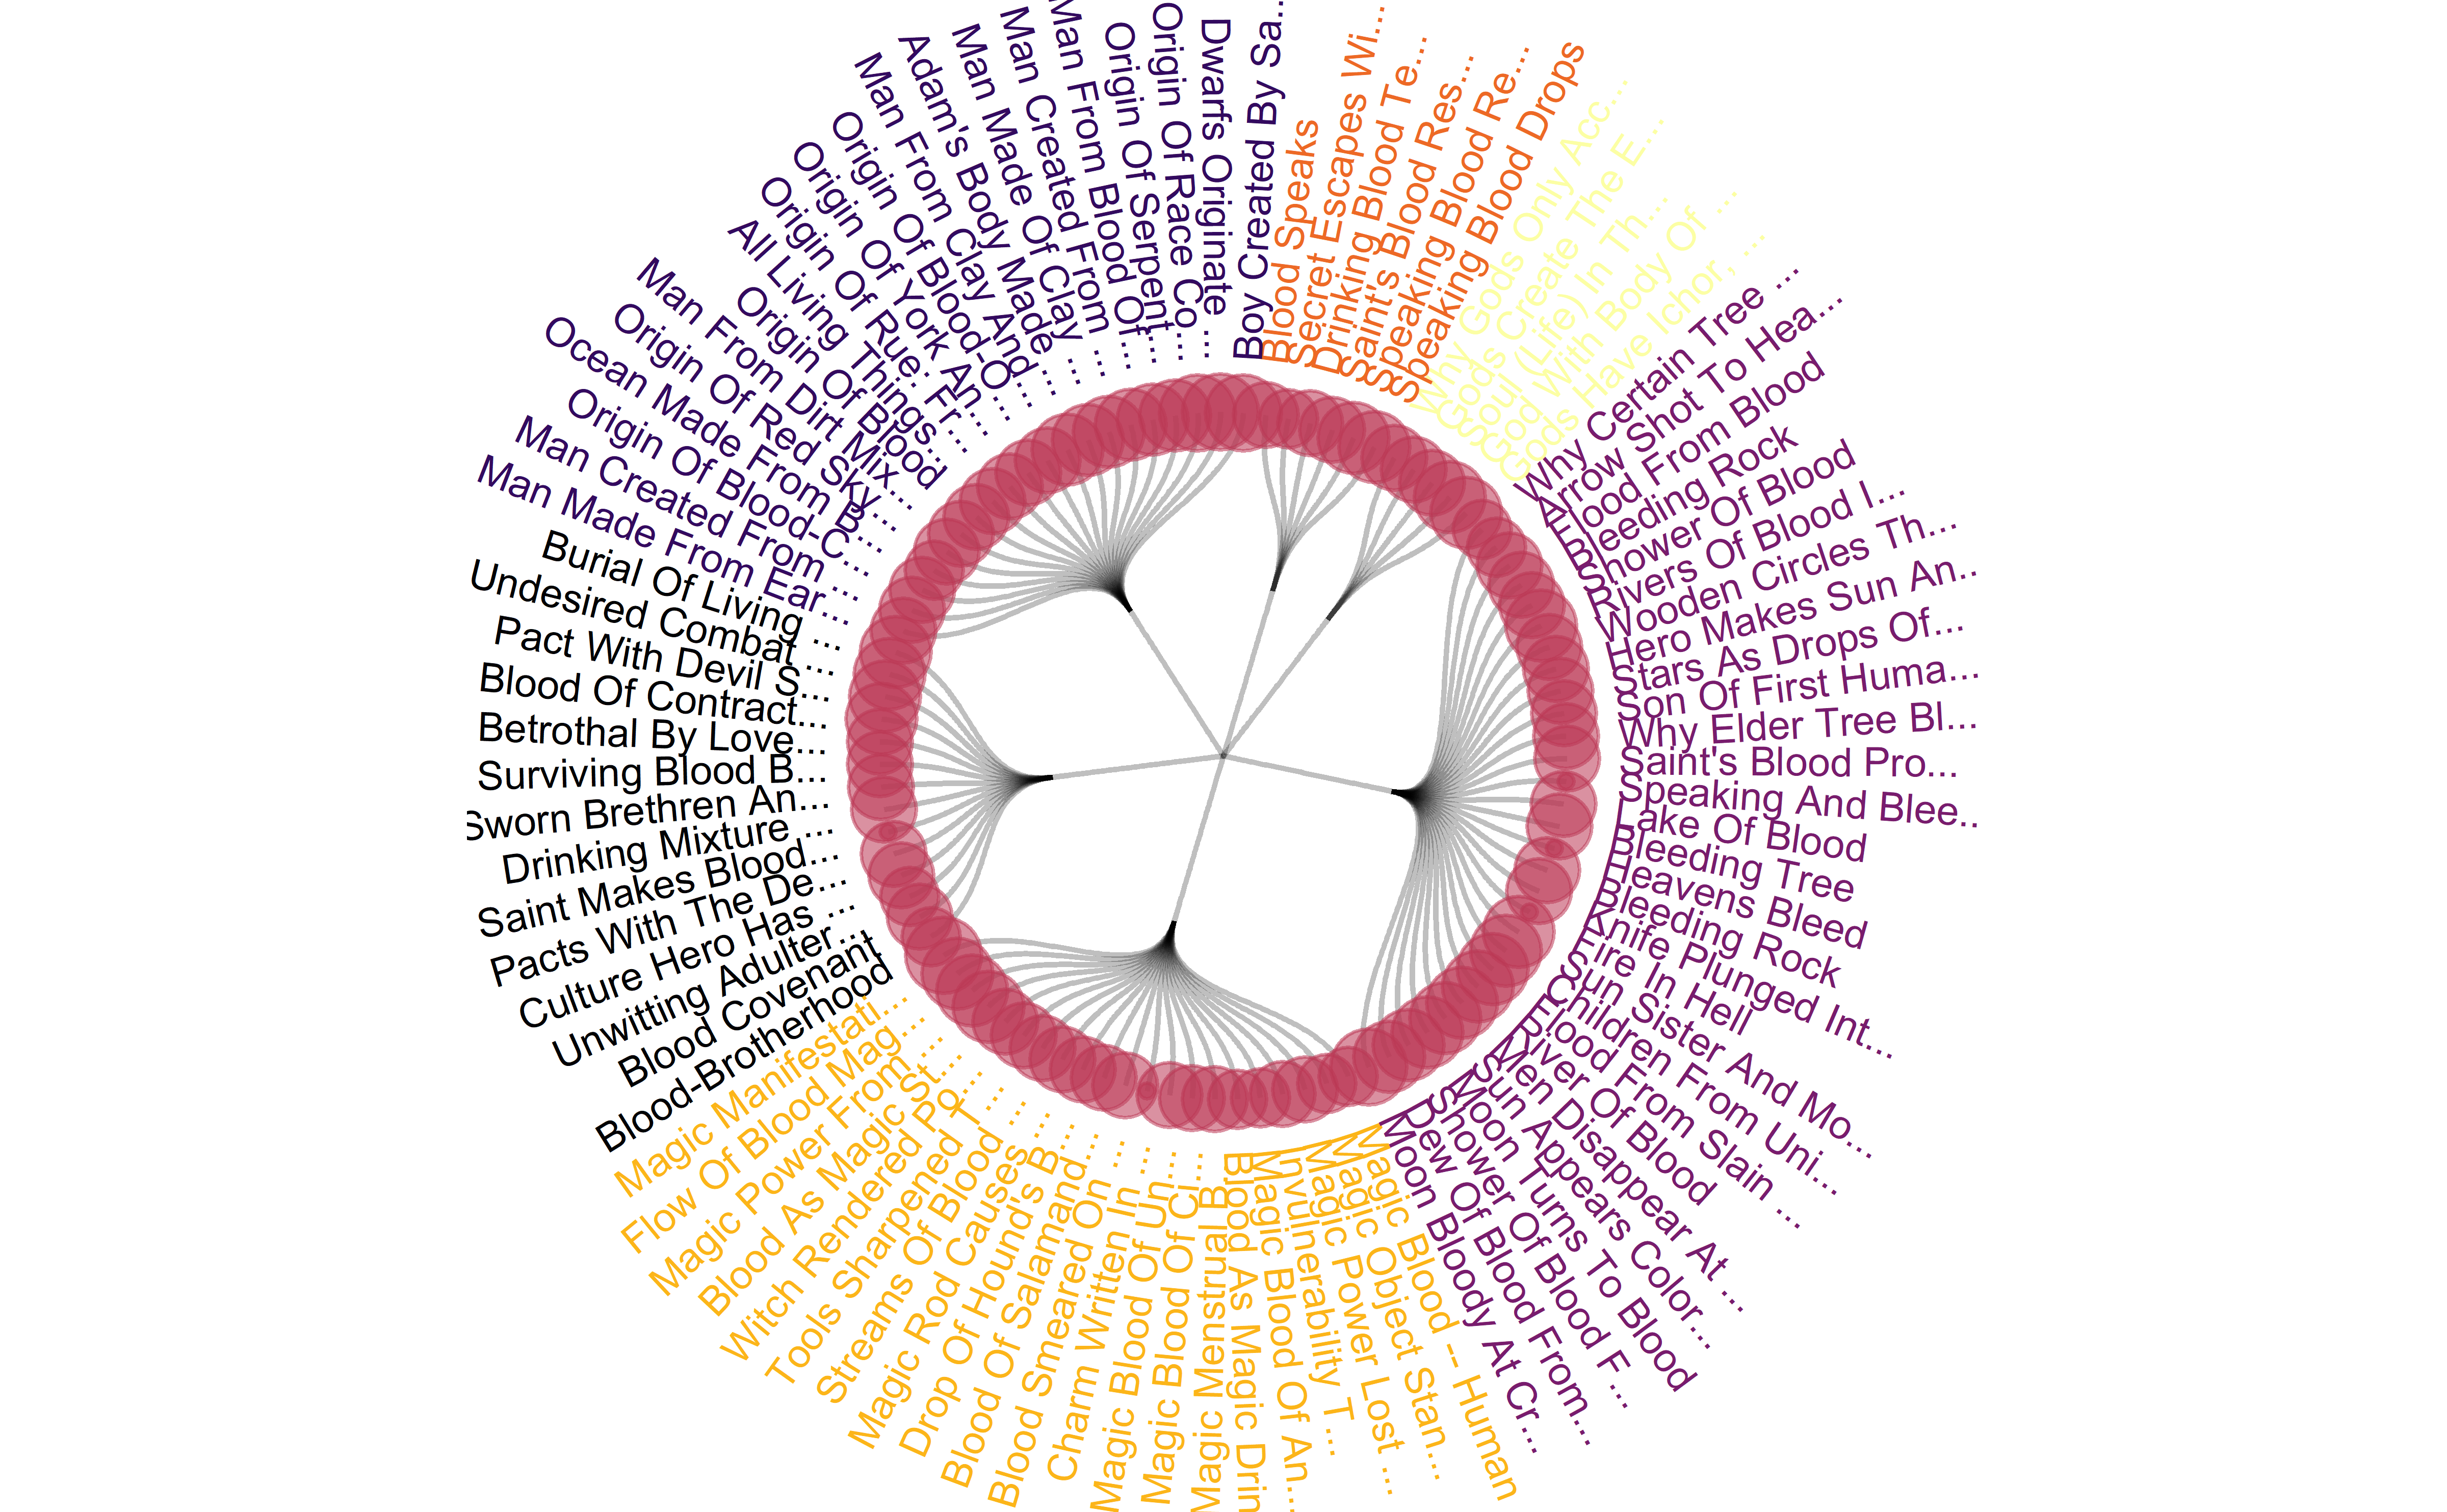 Boy Created By Sa...
Blood Speaks
Secret Escapes Wi...
Drinking Blood Te...
Saint's Blood Res...
Speaking Blood Re...
Speaking Blood Drops
Why Gods Only Acc...
Gods Create The E...
Soul (Life) In Th...
God With Body Of ...
Gods Have Ichor, ...
Why Certain Tree ...
Arrow Shot To Hea...
Flood From Blood
Bleeding Rock
Shower Of Blood
Rivers Of Blood I...
Wooden Circles Th...
Hero Makes Sun An...
Stars As Drops Of...
Son Of First Huma...
Why Elder Tree Bl...
Saint's Blood Pro...
Speaking And Blee...
Lake Of Blood
Bleeding Tree
Heavens Bleed
Bleeding Rock
Knife Plunged Int...
Fire In Hell
Sun Sister And Mo...
Children From Uni...
Flood From Slain ...
River Of Blood
Men Disappear At ...
Sun Appears Color...
Moon Turns To Blood
Shower Of Blood F...
Dew Of Blood From...
Moon Bloody At Cr...
Magic Blood -- Human
Magic Object Stan...
Magic Power Lost ...
Invulnerability T...
Magic Blood Of An...
Blood As Magic Drin
Magic Menstrual B...
Magic Blood Of Cl...
Magic Blood Of Un...
Charm Written In ...
Blood Smeared On ...
Blood Of Salamand...
Drop Of Hound's B...
Magic Rod Causes ...
Streams Of Blood ...
Tools Sharpened T...
Witch Rendered Po...
Blood As Magic St...
Magic Power From ...
Flow Of Blood Mag...
Magic Manifestati...
Blood-Brotherhood
Blood Covenant
Unwitting Adulter...
Culture Hero Has ...
Pacts With The De...
Saint Makes Blood...
Drinking Mixture ...
Sworn Brethren An...
Surviving Blood B...
Betrothal By Love...
Blood Of Contract...
Pact With Devil S...
Undesired Combat ...
Burial Of Living ...
Man Made From Ear...
Man Created From ...
Origin Of Blood-C...
Ocean Made From B...
Origin Of Red Sky...
Man From Dirt Mix...
Origin Of Blood
All Living Things...
Origin Of Rue: Fr...
Origin Of York An...
Origin Of Blood-O...
Man From Clay And...
Adam's Body Made ...
Man Made Of Clay ...
Man Created From ...
Man From Blood Of...
Origin Of Serpent...
Origin Of Race Co...
Dwarfs Originate ...